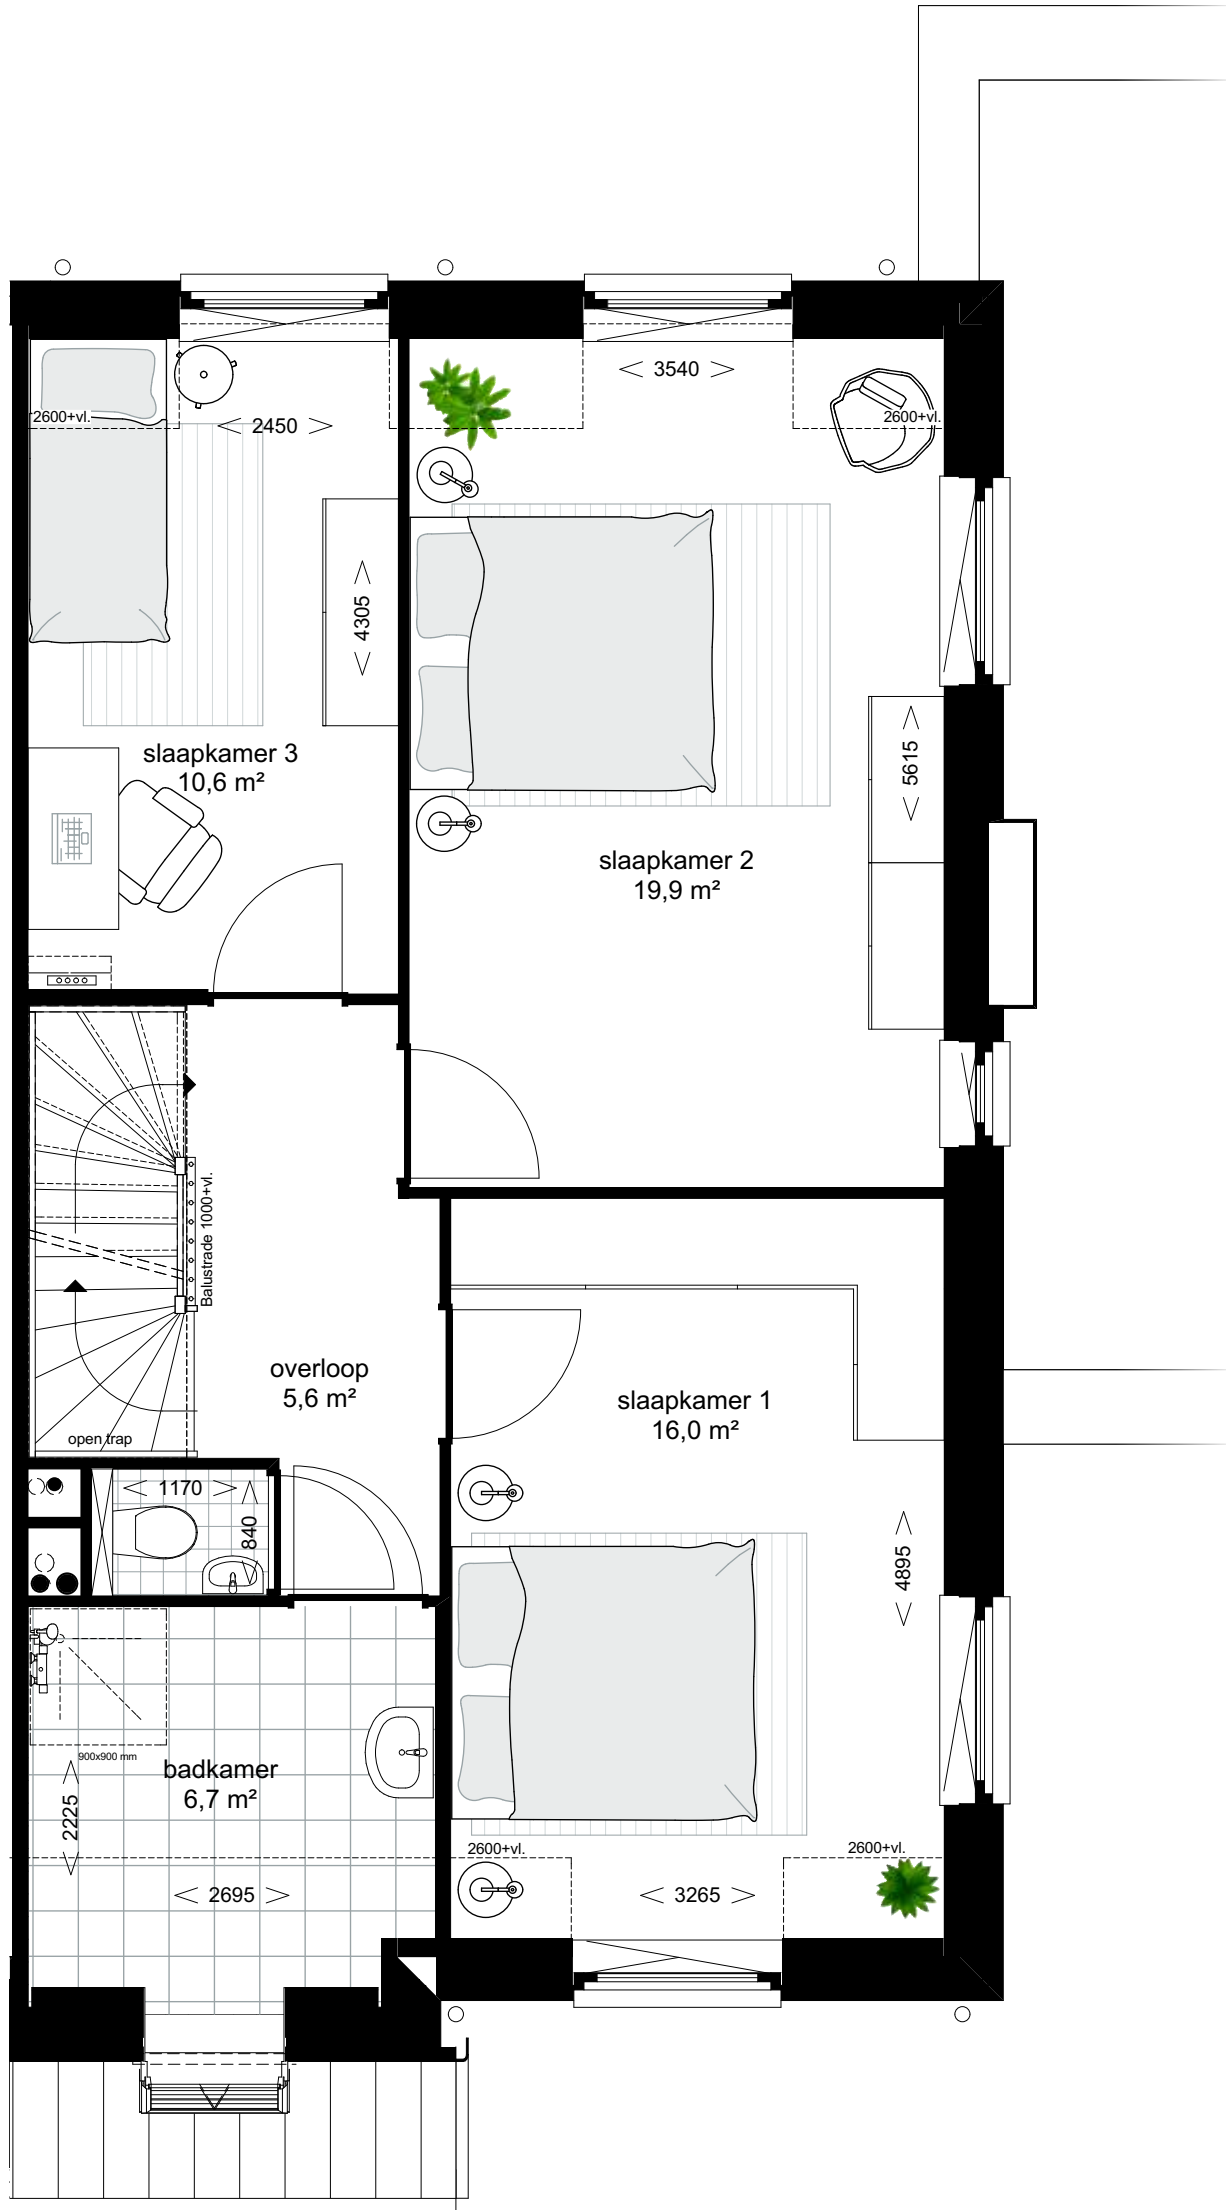 3540
2600+vl.
2450
2600+vl.
4305
slaapkamer 3
10,6 m²
5615
slaapkamer 2
19,9 m²
Balustrade 1000+vl.
overloop
5,6 m²
slaapkamer 1
16,0 m²
open trap
1170
840
4895
900x900 mm
badkamer
6,7 m²
2225
2600+vl.
2600+vl.
2695
3265